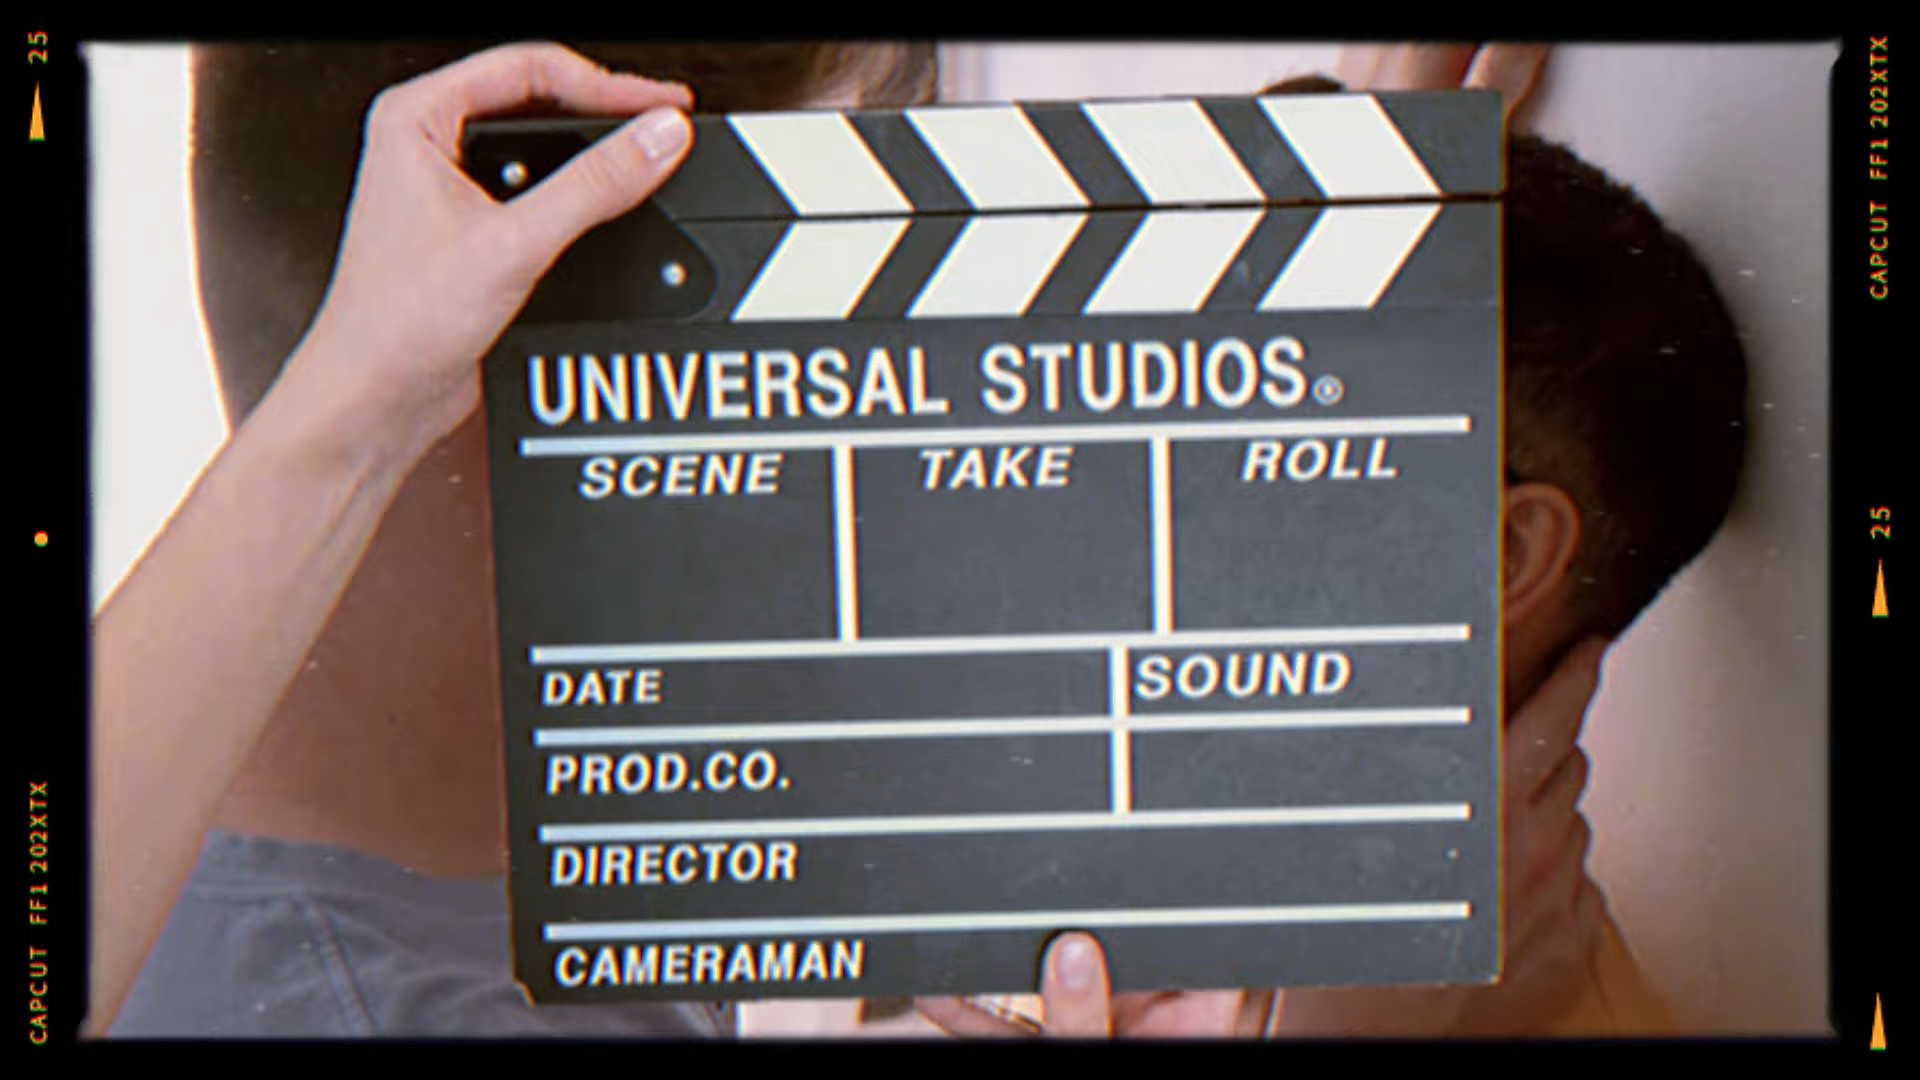 25
CAPCUT FF1 202XTX
UNIVERSAL STUDIOS®
SCENE TAKE ROLL
DATE SOUND
PROD.CO.
DIRECTOR
CAMERAMAN
CAPCUT FF1 202XTX
25